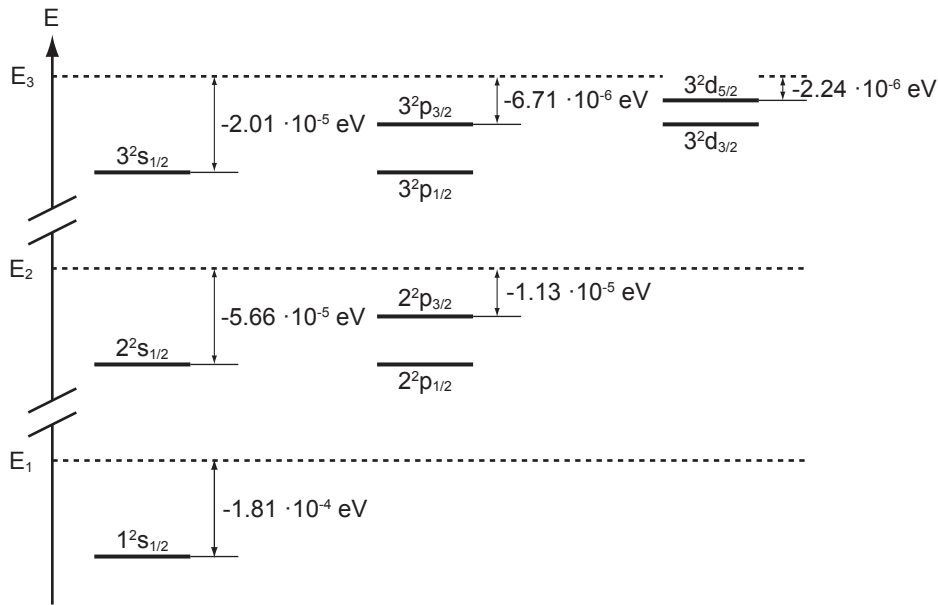 E
E₃
3²d₅/₂
-2.24 ·10⁻⁶ eV
3²p₃/₂
-6.71 ·10⁻⁶ eV
-2.01 ·10⁻⁵ eV
3²d₃/₂
3²s₁/₂
3²p₁/₂
E₂
2²p₃/₂
-1.13 ·10⁻⁵ eV
-5.66 ·10⁻⁵ eV
2²s₁/₂
2²p₁/₂
E₁
-1.81 ·10⁻⁴ eV
1²s₁/₂